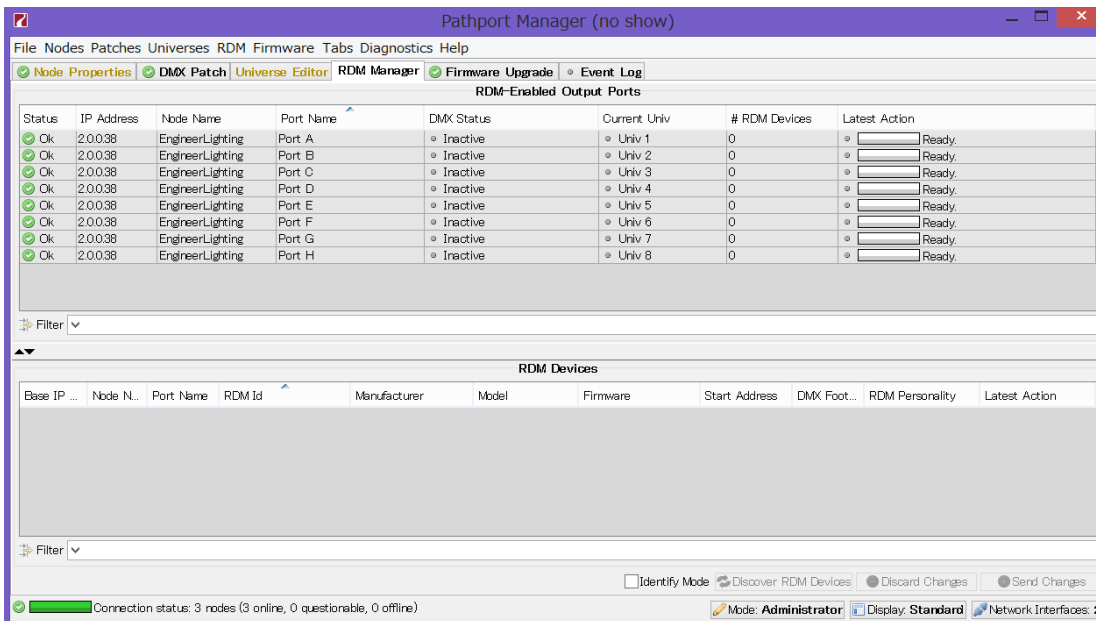 Pathport Manager (no show)
File Nodes Patches Universes RDM Firmware Tabs Diagnostics Help
Node Properties DMX Patch Universe Editor RDM Manager Firmware Upgrade Event Log
RDM-Enabled Output Ports
Status IP Address Node Name Port Name DMX Status Current Univ # RDM Devices Latest Action
Ok 2.0.0.38 EngineerLighting Port A Inactive Univ 1 0 Ready.
Ok 2.0.0.38 EngineerLighting Port B Inactive Univ 2 0 Ready.
Ok 2.0.0.38 EngineerLighting Port C Inactive Univ 3 0 Ready.
Ok 2.0.0.38 EngineerLighting Port D Inactive Univ 4 0 Ready.
Ok 2.0.0.38 EngineerLighting Port E Inactive Univ 5 0 Ready.
Ok 2.0.0.38 EngineerLighting Port F Inactive Univ 6 0 Ready.
Ok 2.0.0.38 EngineerLighting Port G Inactive Univ 7 0 Ready.
Ok 2.0.0.38 EngineerLighting Port H Inactive Univ 8 0 Ready.
Filter
RDM Devices
Base IP ... Node N... Port Name RDM Id Manufacturer Model Firmware Start Address DMX Foot... RDM Personality Latest Action
Filter
Identify Mode Discover RDM Devices Discard Changes Send Changes
Connection status: 3 nodes (3 online, 0 questionable, 0 offline) Mode: Administrator Display: Standard Network Interfaces: